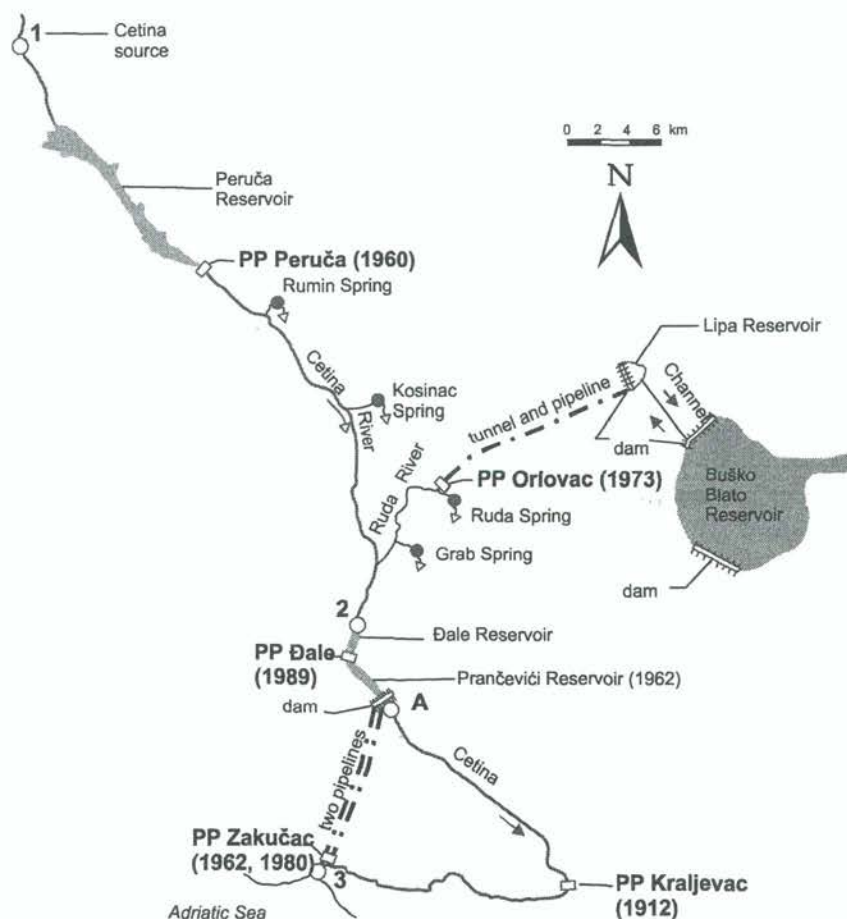 1
Cetina
source
0 2 4 6 km
N
Peruča
Reservoir
PP Peruča (1960)
Rumin Spring
Lipa Reservoir
Cetina
River
Kosinac
Spring
tunnel and pipeline
Channel
dam
Buško
Blato
Reservoir
PP Orlovac (1973)
Ruda River
Ruda Spring
Grab Spring
dam
2
Đale Reservoir
PP Đale
(1989)
Prančevići Reservoir (1962)
dam
A
Cetina
two pipelines
PP Zakučac
(1962, 1980)
3
PP Kraljevac
(1912)
Adriatic Sea